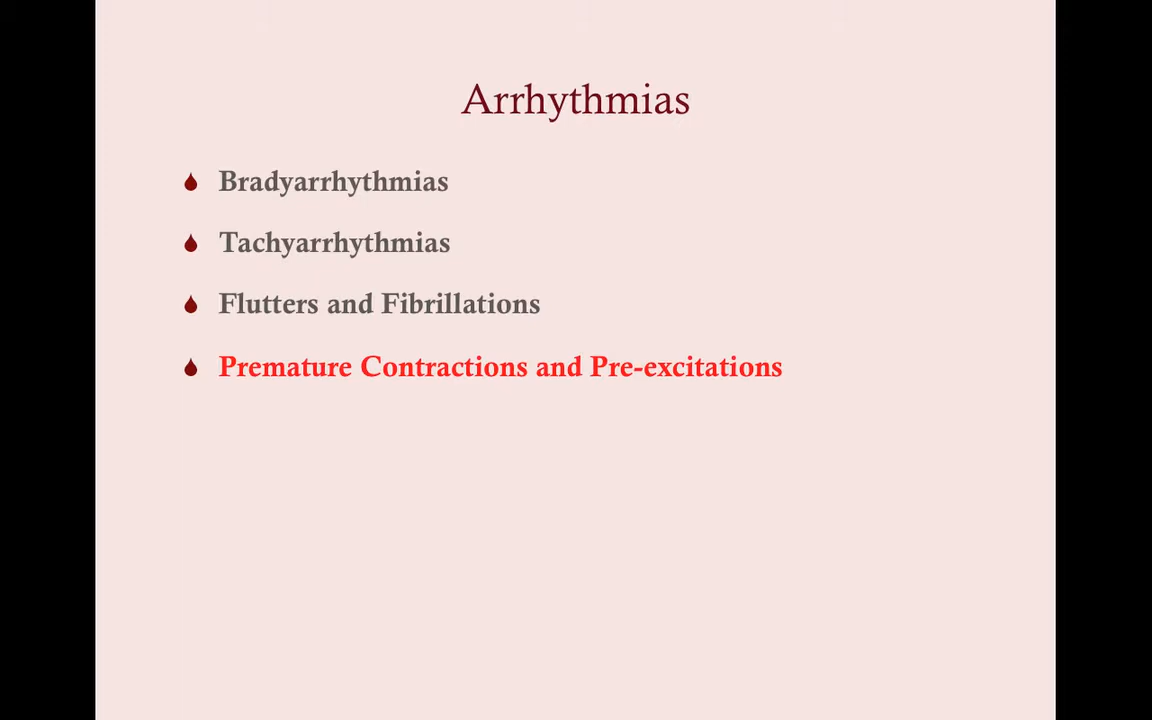 Arrhythmias
Bradyarrhythmias
Tachyarrhythmias
Flutters and Fibrillations
Premature Contractions and Pre-excitations